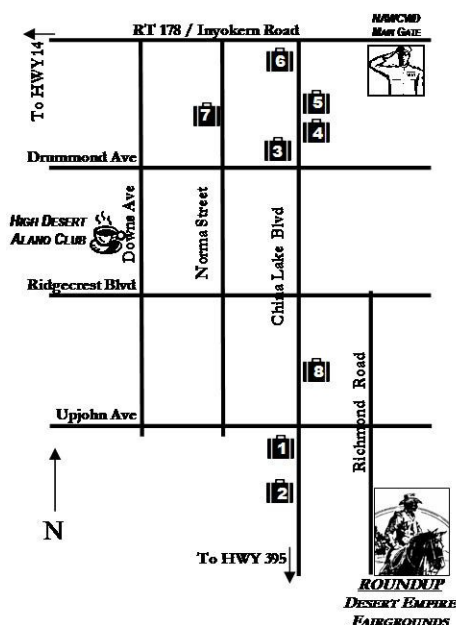 RT 178 / Inyokern Road
NAWCWD
MAIN GATE
To HWY 14
6
5
7
4
3
Drummond Ave
HIGH DESERT
ALANO CLUB
Downs Ave
Norma Street
China Lake Blvd
Ridgecrest Blvd
8
Richmond Road
Upjohn Ave
1
2
N
To HWY 395
ROUNDUP
DESERT EMPIRE
FAIRGROUNDS